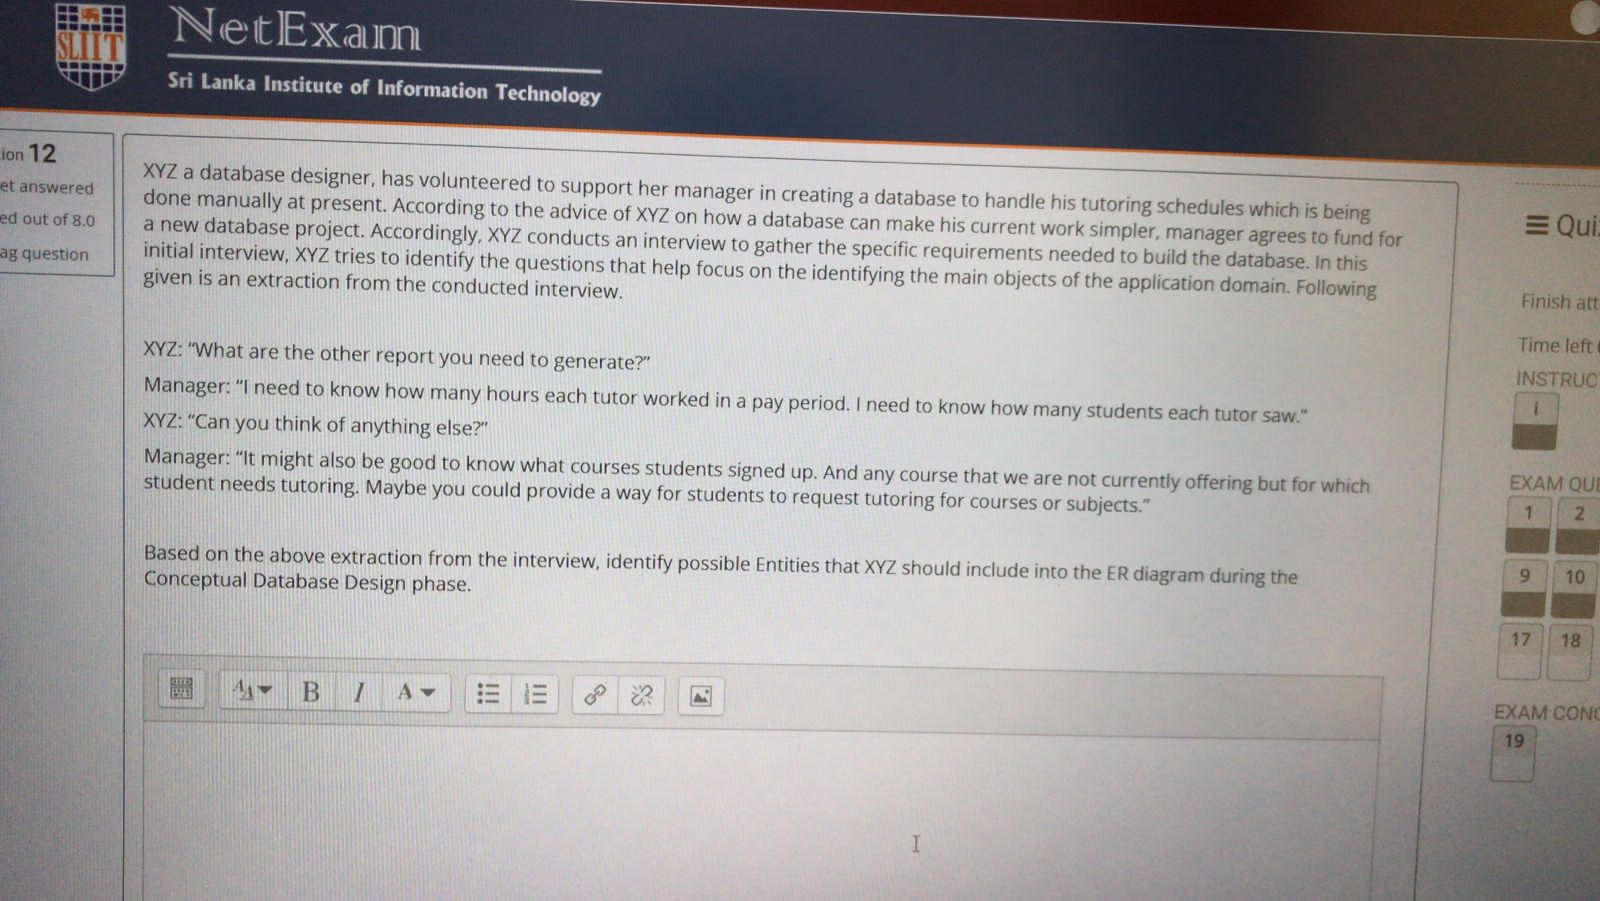 SLIIT
NetExam
Sri Lanka Institute of Information Technology
ion 12
et answered
ed out of 8.0
ag question
XYZ a database designer, has volunteered to support her manager in creating a database to handle his tutoring schedules which is being
done manually at present. According to the advice of XYZ on how a database can make his current work simpler, manager agrees to fund for
a new database project. Accordingly, XYZ conducts an interview to gather the specific requirements needed to build the database. In this
initial interview, XYZ tries to identify the questions that help focus on the identifying the main objects of the application domain. Following
given is an extraction from the conducted interview.
XYZ: “What are the other report you need to generate?”
Manager: “I need to know how many hours each tutor worked in a pay period. I need to know how many students each tutor saw.”
XYZ: “Can you think of anything else?”
Manager: “It might also be good to know what courses students signed up. And any course that we are not currently offering but for which
student needs tutoring. Maybe you could provide a way for students to request tutoring for courses or subjects.”
Based on the above extraction from the interview, identify possible Entities that XYZ should include into the ER diagram during the
Conceptual Database Design phase.
B I A
Qui
Finish att
Time left
INSTRUC
i
EXAM QUE
1 2
9 10
17 18
EXAM CONC
19